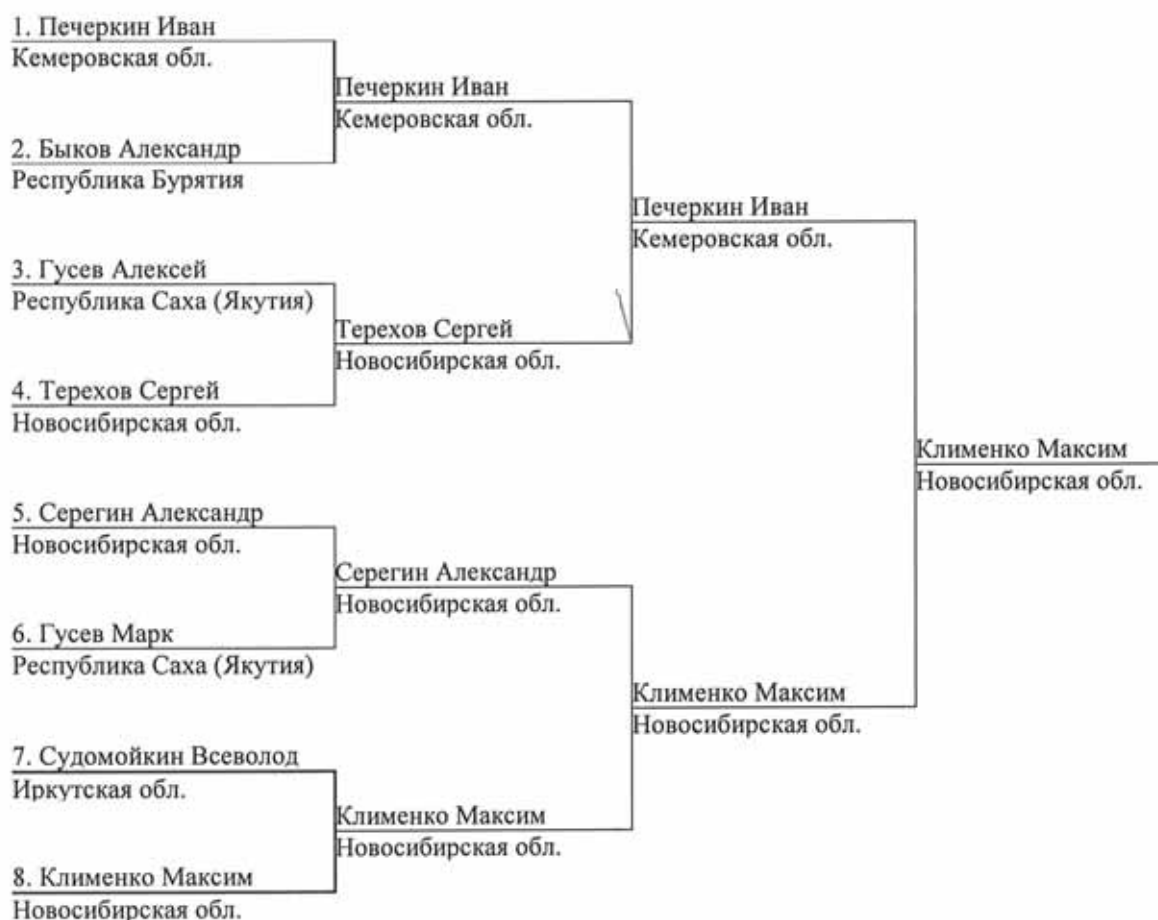 1. Печеркин Иван
Кемеровская обл.
Печеркин Иван
Кемеровская обл.
2. Быков Александр
Республика Бурятия
Печеркин Иван
Кемеровская обл.
3. Гусев Алексей
Республика Саха (Якутия)
Терехов Сергей
Новосибирская обл.
4. Терехов Сергей
Новосибирская обл.
Клименко Максим
Новосибирская обл.
5. Серегин Александр
Новосибирская обл.
Серегин Александр
Новосибирская обл.
6. Гусев Марк
Республика Саха (Якутия)
Клименко Максим
Новосибирская обл.
7. Судомойкин Всеволод
Иркутская обл.
Клименко Максим
Новосибирская обл.
8. Клименко Максим
Новосибирская обл.